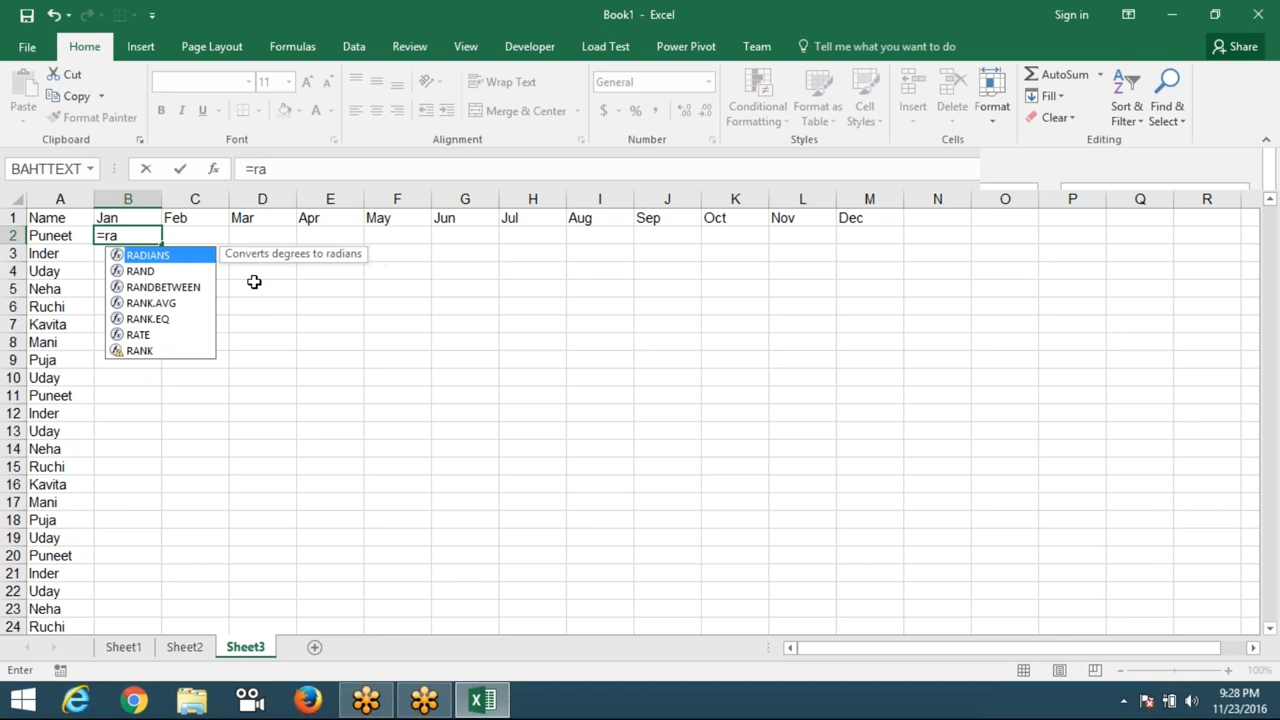 Book1 - Excel
Sign in
File Home Insert Page Layout Formulas Data Review View Developer Load Test Power Pivot Team Tell me what you want to do Share
Paste
Cut
Copy
Format Painter
11
Wrap Text
Merge & Center
General
Conditional Formatting
Format as Table
Cell Styles
Insert
Delete
Format
AutoSum
Fill
Clear
Sort & Filter
Find & Select
Clipboard Font Alignment Number Styles Cells Editing
BAHTTEXT =ra
A B C D E F G H I J K L M N O P Q R
1 Name Jan Feb Mar Apr May Jun Jul Aug Sep Oct Nov Dec
2 Puneet =ra
3 Inder
4 Uday
5 Neha
6 Ruchi
7 Kavita
8 Mani
9 Puja
10 Uday
11 Puneet
12 Inder
13 Uday
14 Neha
15 Ruchi
16 Kavita
17 Mani
18 Puja
19 Uday
20 Puneet
21 Inder
22 Uday
23 Neha
24 Ruchi
RADIANS
Converts degrees to radians
RAND
RANDBETWEEN
RANK.AVG
RANK.EQ
RATE
RANK
Sheet1 Sheet2 Sheet3
Enter
100%
9:28 PM
11/23/2016